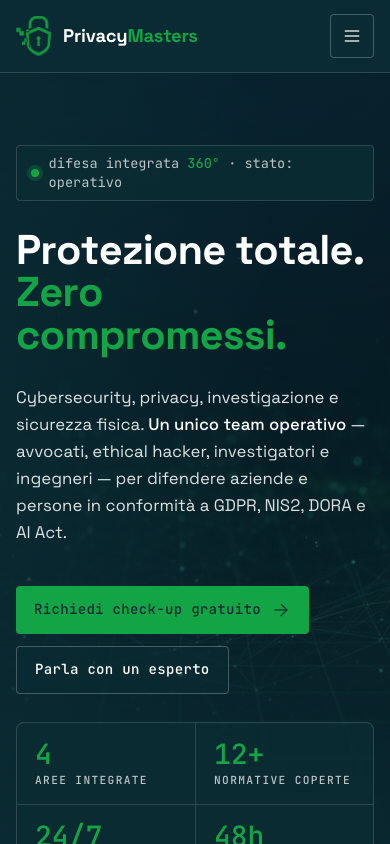 PrivacyMasters
difesa integrata 360° · stato:
operativo
Protezione totale.
Zero
compromessi.
Cybersecurity, privacy, investigazione e
sicurezza fisica. Un unico team operativo —
avvocati, ethical hacker, investigatori e
ingegneri — per difendere aziende e
persone in conformità a GDPR, NIS2, DORA e
AI Act.
Richiedi check-up gratuito →
Parla con un esperto
4
AREE INTEGRATE
12+
NORMATIVE COPERTE
24/7
48h